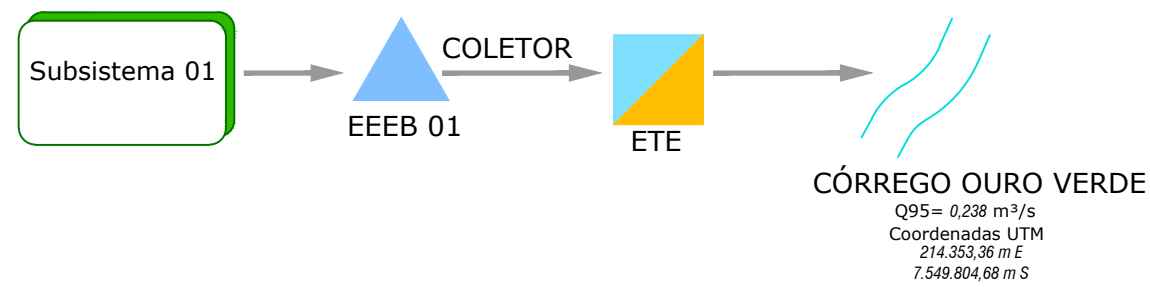 Subsistema 01
EEEB 01
COLETOR
ETE
CÓRREGO OURO VERDE
Q95= 0,238 m³/s
Coordenadas UTM
214.353,36 m E
7.549.804,68 m S